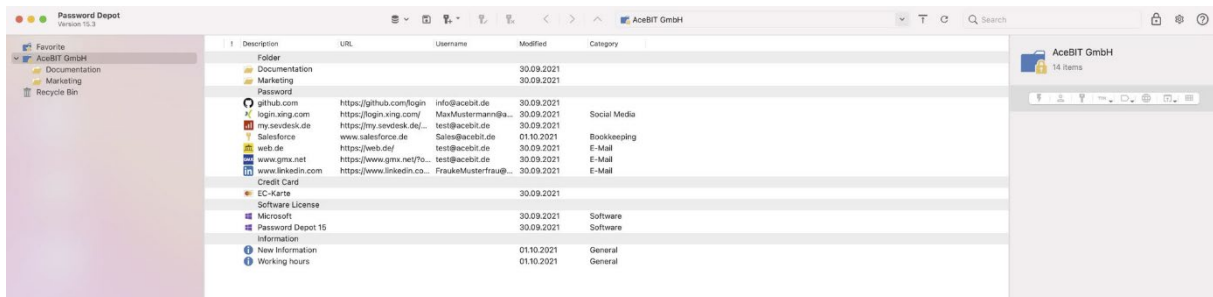 Password Depot
Version 15.3
AceBIT GmbH
Search
Favorite
AceBIT GmbH
Documentation
Marketing
Recycle Bin
! Description URL Username Modified Category
Folder
Documentation 30.09.2021
Marketing 30.09.2021
Password
github.com https://github.com/login info@acebit.de 30.09.2021
login.xing.com https://login.xing.com/ MaxMustermann@a... 30.09.2021 Social Media
my.sevdesk.de https://my.sevdesk.de/... test@acebit.de 30.09.2021
Salesforce www.salesforce.de Sales@acebit.de 01.10.2021 Bookkeeping
web.de https://web.de/ test@acebit.de 30.09.2021 E-Mail
www.gmx.net https://www.gmx.net/?o... test@acebit.de 30.09.2021 E-Mail
www.linkedin.com https://www.linkedin.co... FraukeMusterfrau@... 30.09.2021 E-Mail
Credit Card
EC-Karte 30.09.2021
Software License
Microsoft 30.09.2021 Software
Password Depot 15 30.09.2021 Software
Information
New Information 01.10.2021 General
Working hours 01.10.2021 General
AceBIT GmbH
14 items